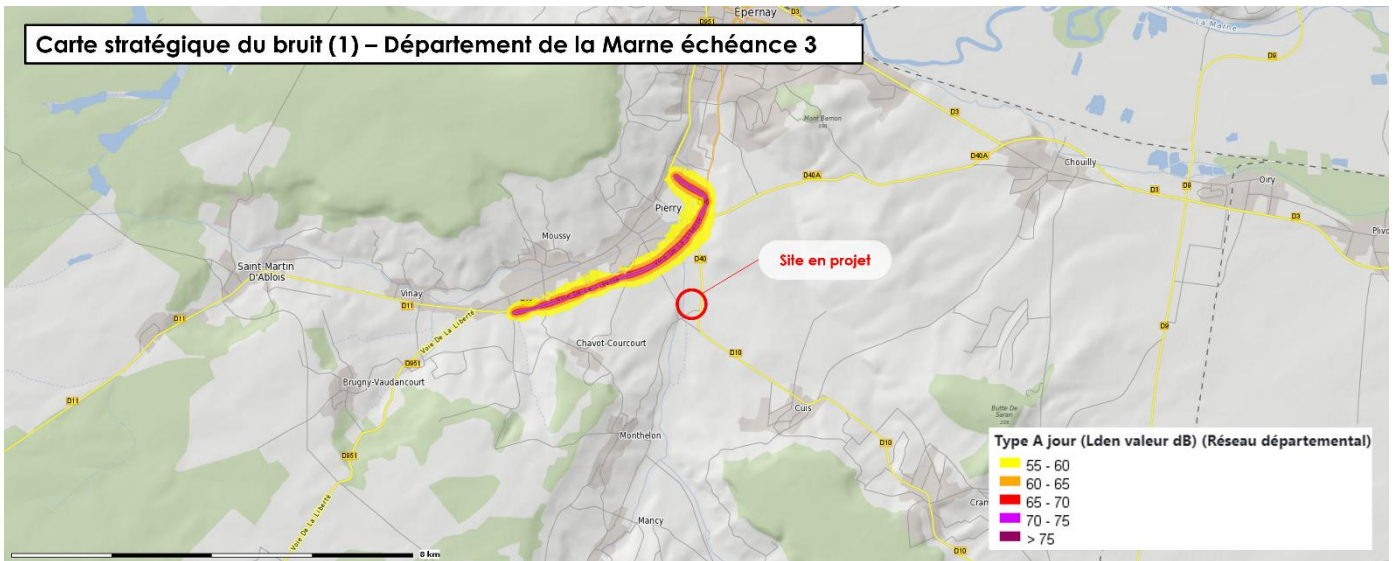 Epernay
D3
D951
La Marne
Carte stratégique du bruit (1) – Département de la Marne échéance 3
D9
Mont Bernon
D3
D40A
Chouilly
D40A
D3
D9
Oiry
Pierry
D3
Moussy
D40
Site en projet
Saint-Martin
D'Ablois
Vinay
D11
D11
Voie De La Liberté
D9
Chavot-Courcourt
D10
D951
Brugny-Vaudancourt
D11
Cuis
Butte De
Saran
Monthelon
D10
D951
Type A jour (Lden valeur dB) (Réseau départemental)
55 - 60
60 - 65
65 - 70
70 - 75
> 75
Mancy
Voie De La Liberté
D10
8 km